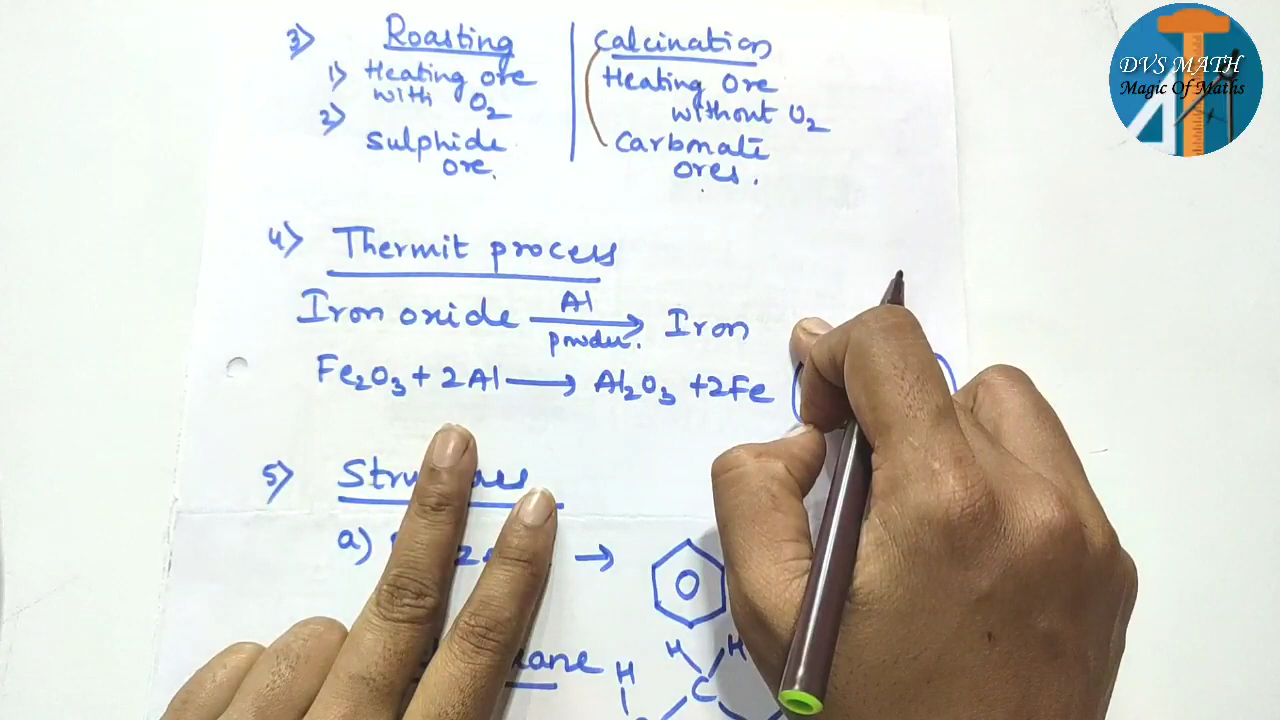 3) Roasting
1) Heating ore
with O2
2) Sulphide
ore.
Calcination
Heating Ore
without O2
Carbonate
ores.
4) Thermit process
Iron oxide Al powder. → Iron
Fe2O3 + 2Al → Al2O3 + 2Fe
5)
a) →
H H
H
C
DVS MATH
Magic Of Maths